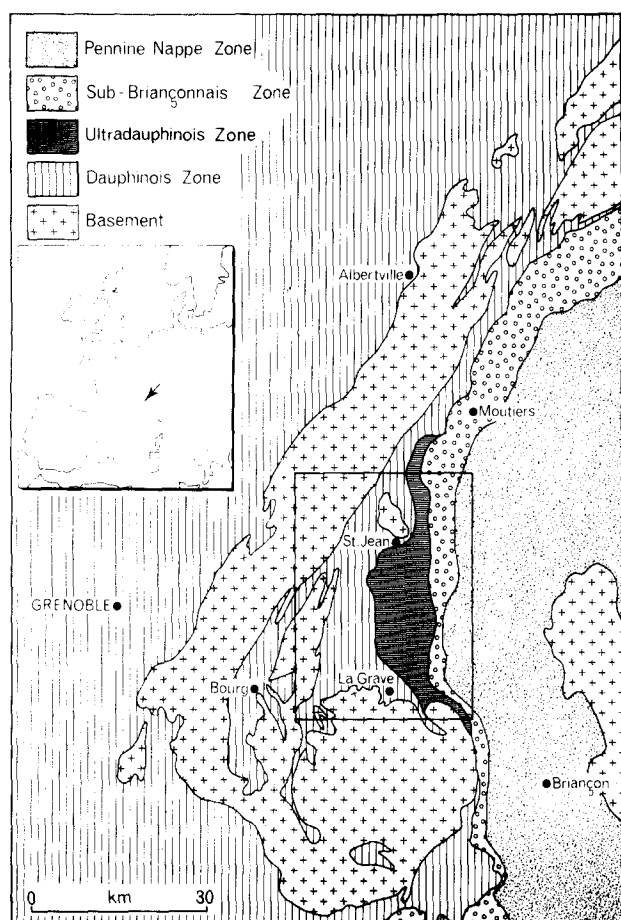 Pennine Nappe Zone
Sub-Briançonnais Zone
Ultradauphinois Zone
Dauphinois Zone
Basement
Albertville
Moutiers
St. Jean
GRENOBLE
Bourg
La Grave
Briançon
0 km 30